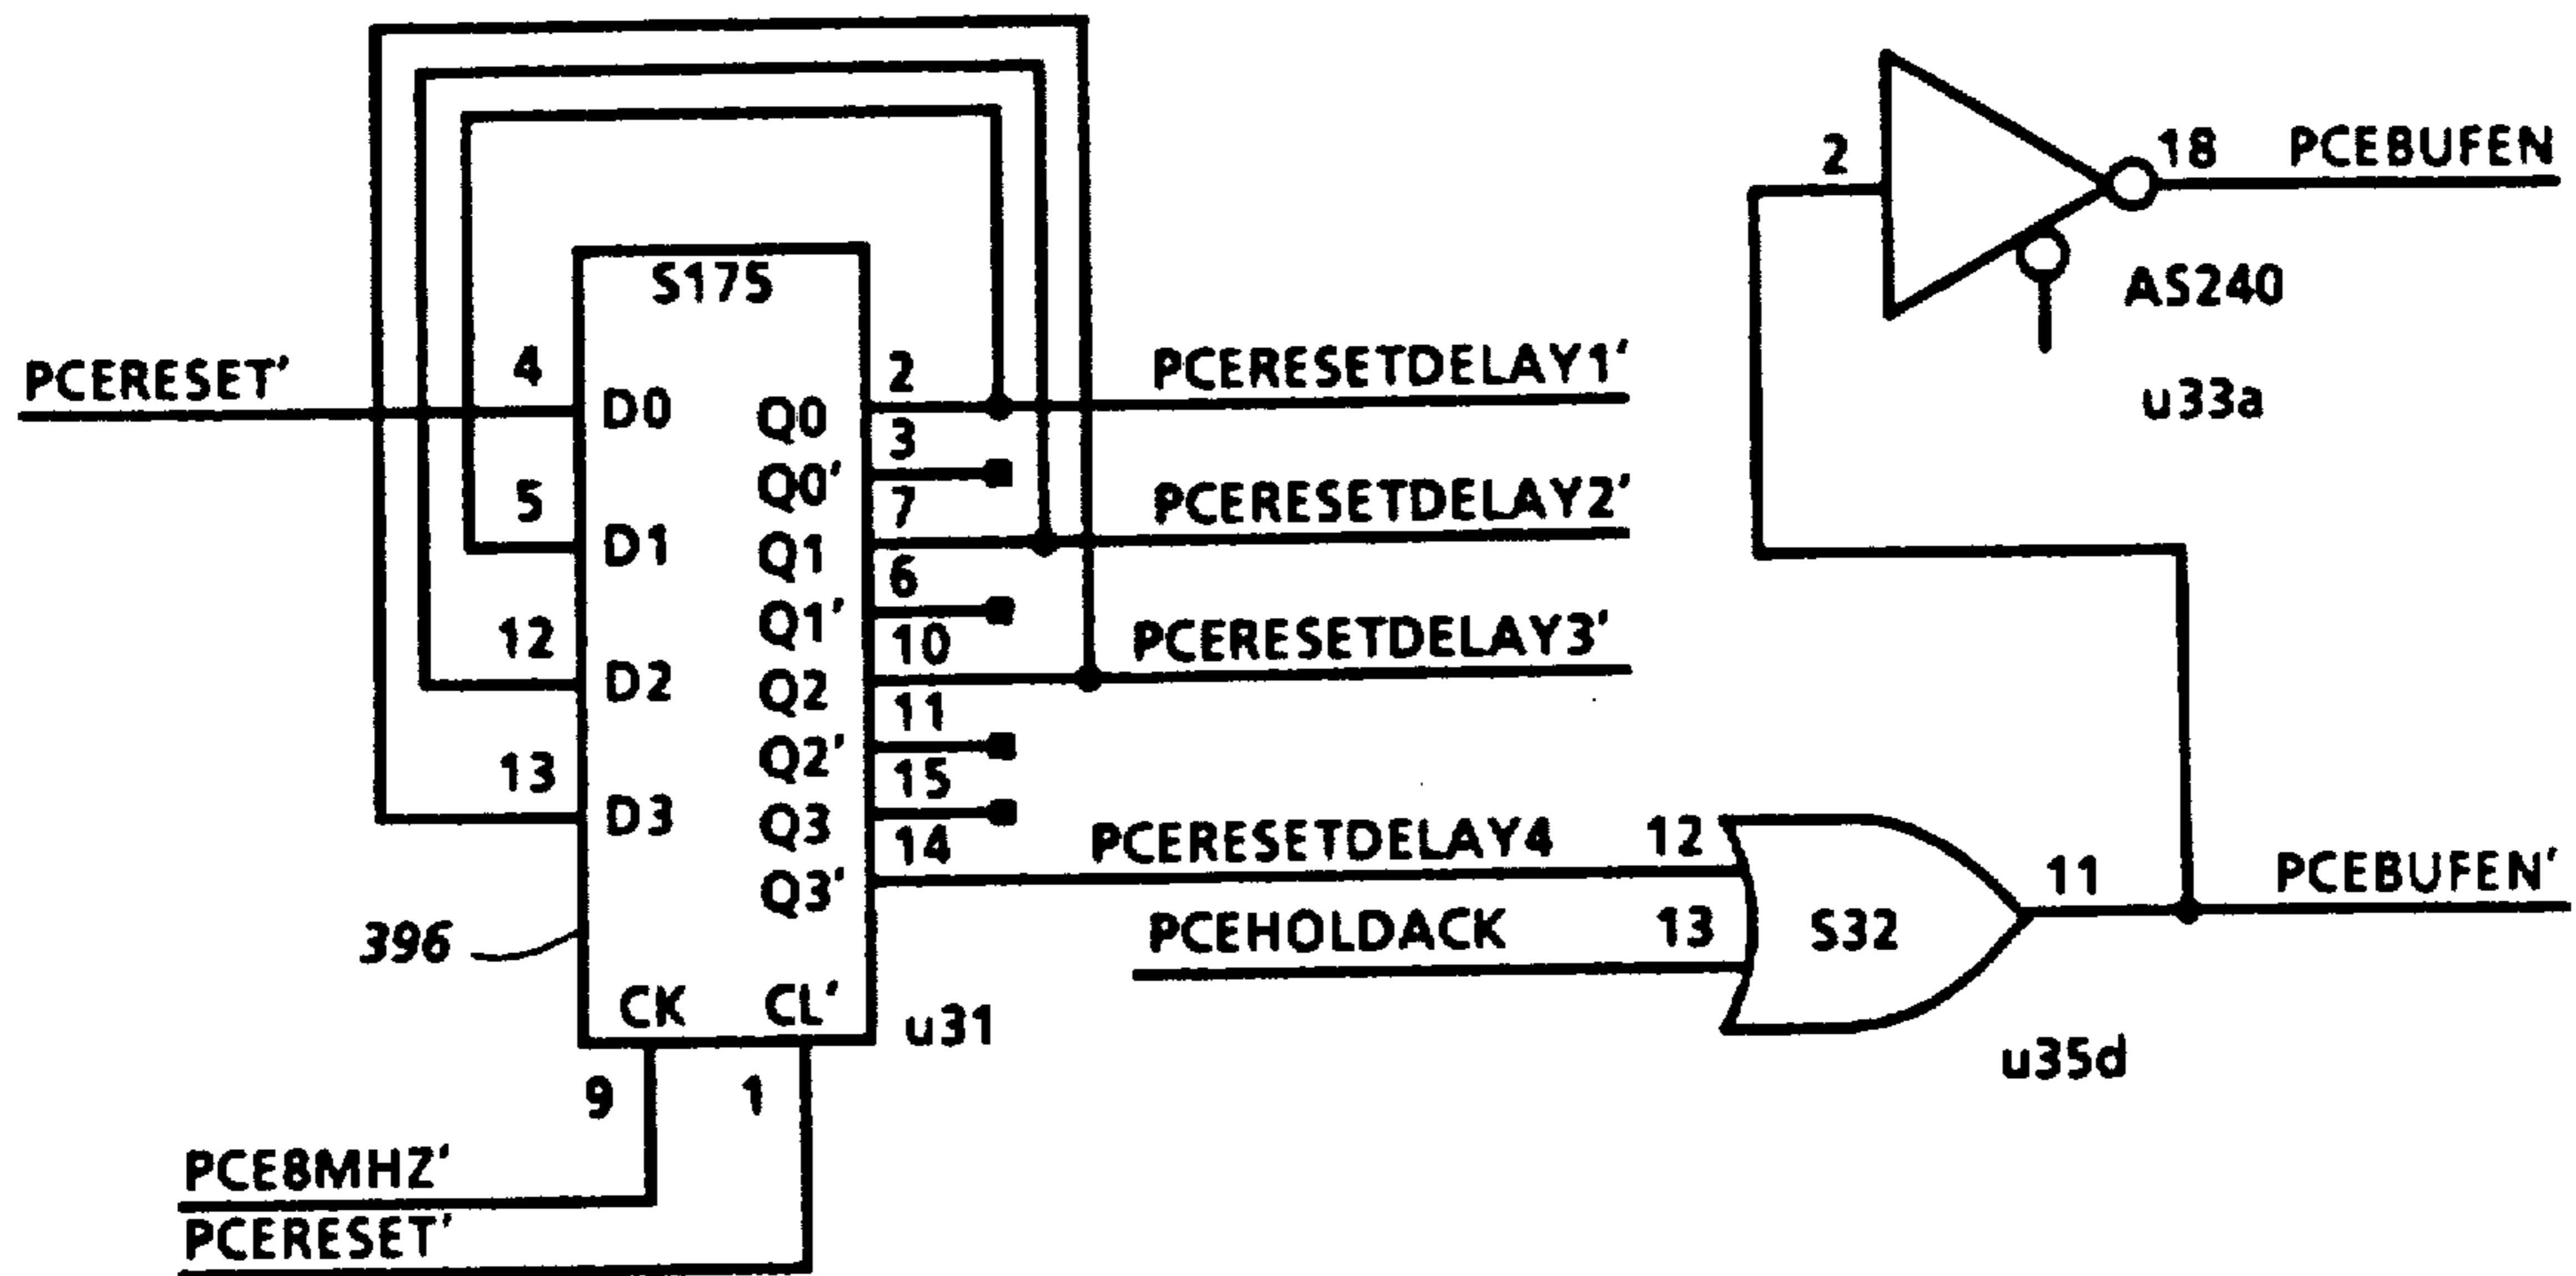 S175
PCERESET'
4
D0
5
D1
12
D2
13
D3
Q0
2
PCERESETDELAY1'
Q0'
3
Q1
7
PCERESETDELAY2'
Q1'
6
Q2
10
PCERESETDELAY3'
Q2'
11
Q3
15
Q3'
14
PCERESETDELAY4
12
PCEHOLDACK
13
S32
11
PCEBUFEN'
u35d
2
18
PCEBUFEN
AS240
u33a
396
CK
CL'
u31
9
1
PCE8MHZ'
PCERESET'